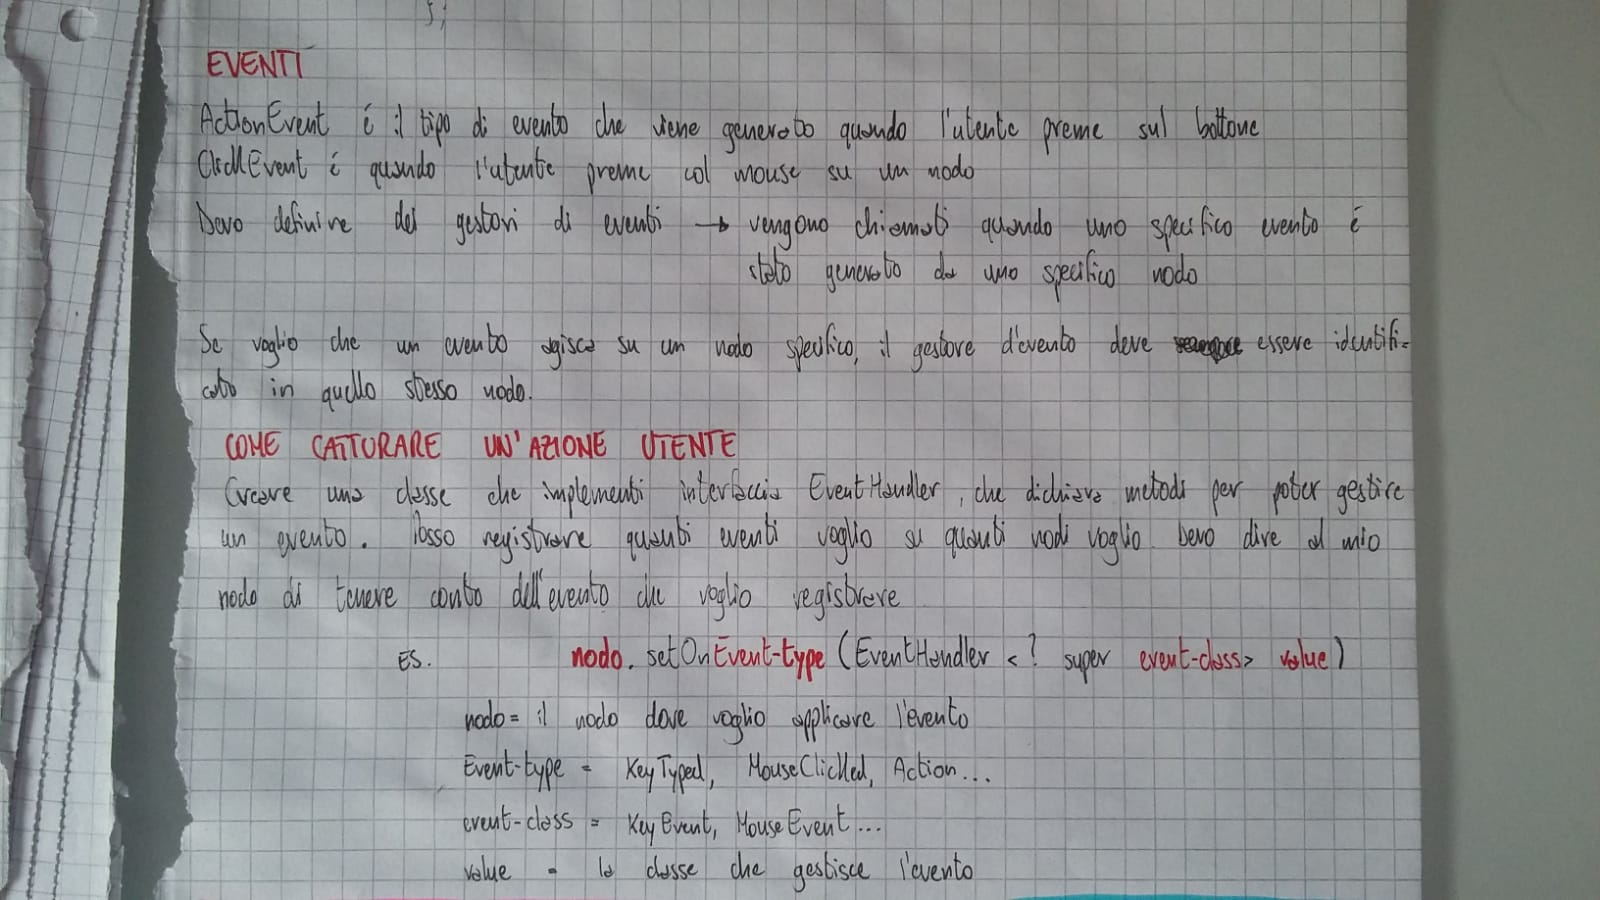 };
EVENTI
ActionEvent é il tipo di evento che viene generato quando l'utente preme sul bottone
ClickEvent é quando l'utente preme col mouse su un nodo
Devo definire dei gestori di eventi → vengono chiamati quando uno specifico evento é
stato generato da uno specifico nodo
Se voglio che un evento agisca su un nodo specifico, il gestore d'evento deve essere identifi-
cato in quello stesso nodo.
COME CATTURARE UN'AZIONE UTENTE
Creare una classe che implementi interfaccia EventHandler, che dichiara metodi per poter gestire
un evento. Posso registrare quanti eventi voglio su quanti nodi voglio. Devo dire al mio
nodo di tenere conto dell'evento che voglio registrare
ES. nodo.setOnEvent-type (EventHandler <? super event-class> value)
nodo = il nodo dove voglio applicare l'evento
Event-type = KeyTyped, MouseClicked, Action...
event-class = KeyEvent, MouseEvent...
value = la classe che gestisce l'evento